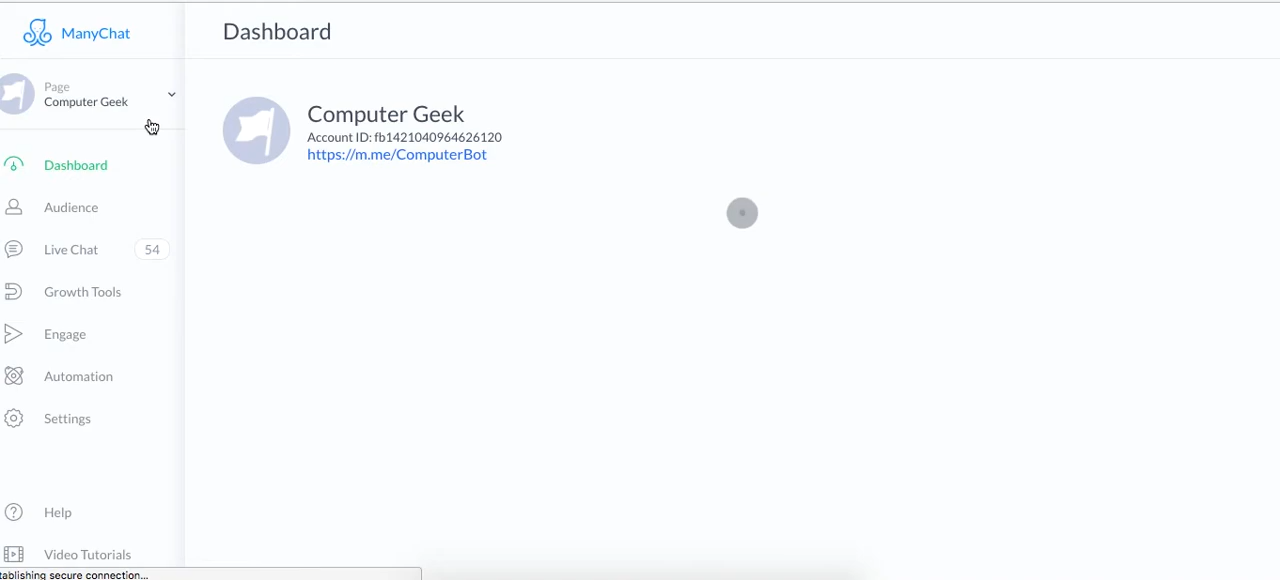 ManyChat
Dashboard
Page
Computer Geek
Computer Geek
Account ID: fb1421040964626120
https://m.me/ComputerBot
Dashboard
Audience
Live Chat 54
Growth Tools
Engage
Automation
Settings
Help
Video Tutorials
tablishing secure connection...